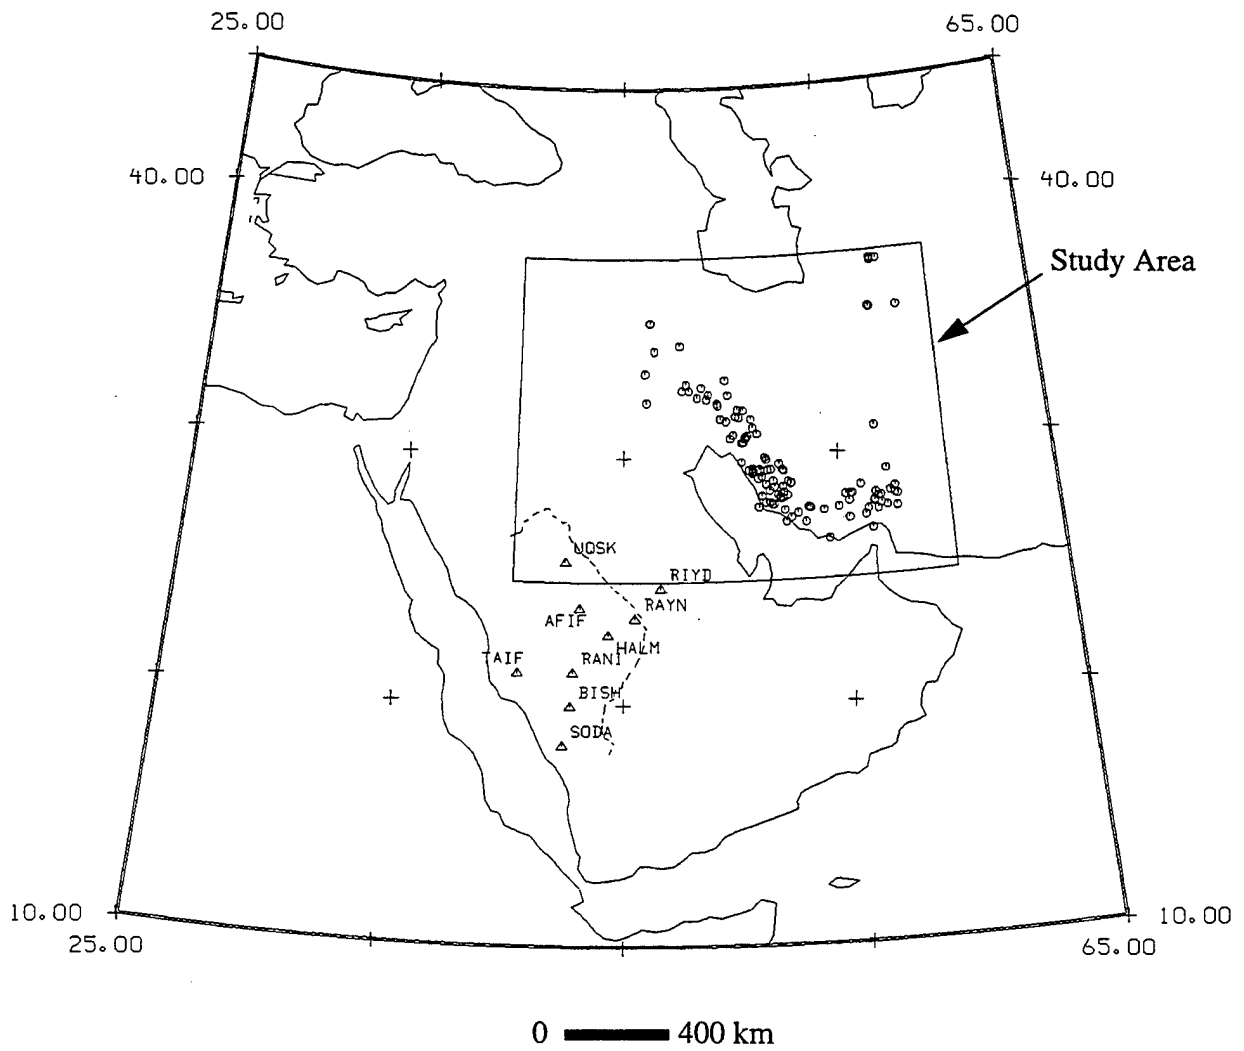 25.00
65.00
40.00
40.00
Study Area
UQSK
RIYD
RAYN
AFIF
HALM
TAIF
RANI
BISH
SODA
10.00
10.00
25.00
65.00
0 400 km